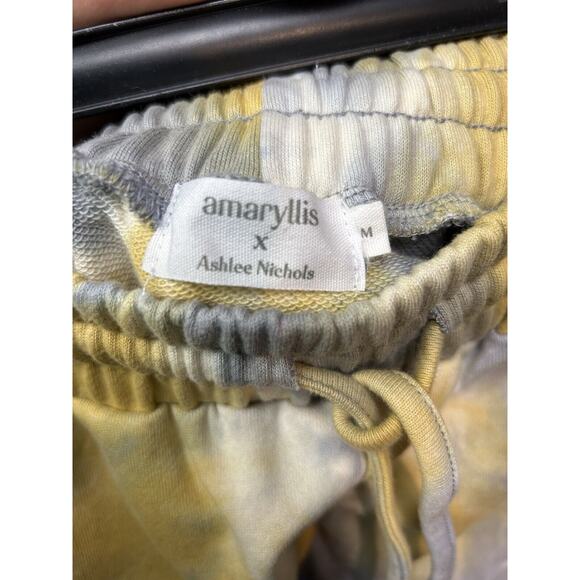 amaryllis
x
Ashlee Nichols
M